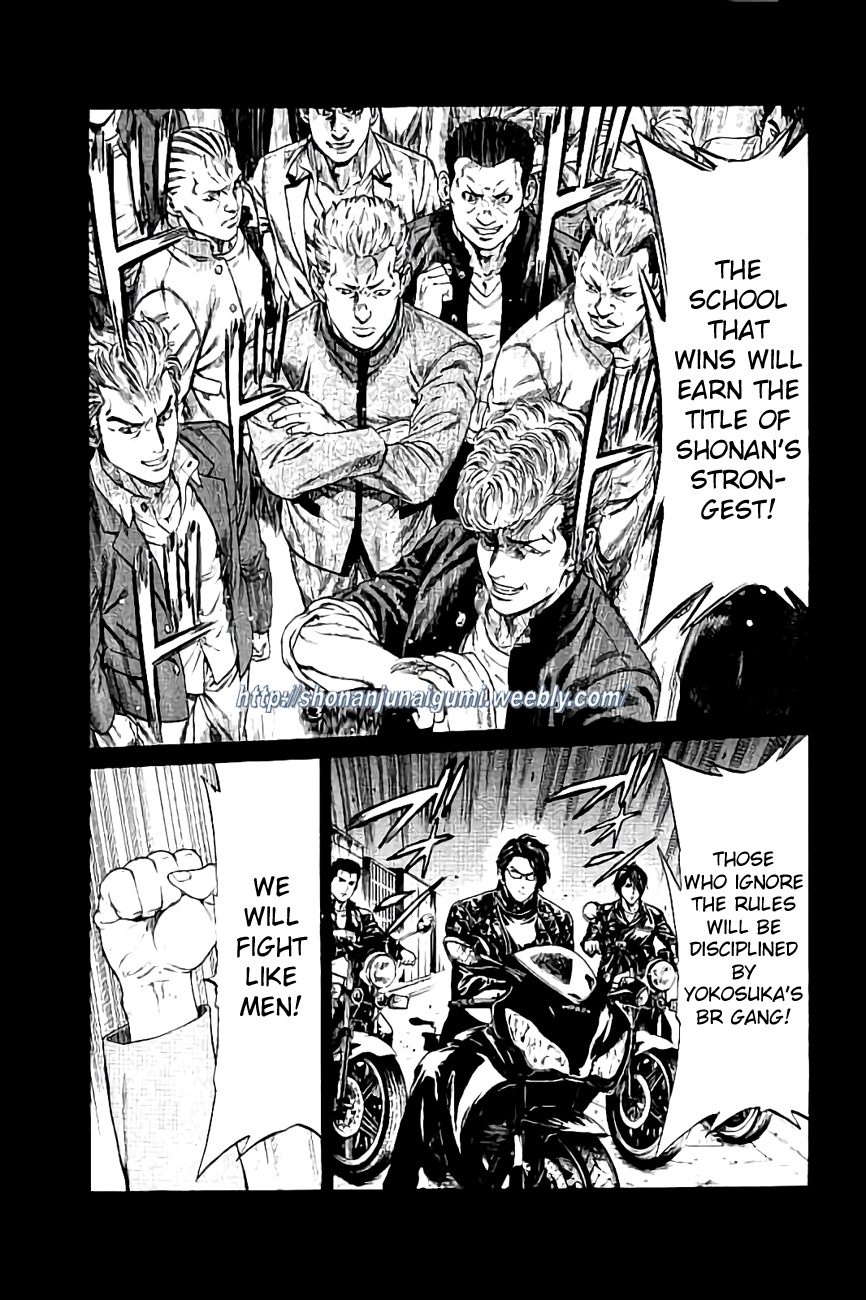 THE
SCHOOL
THAT
WINS WILL
EARN THE
TITLE OF
SHONAN'S
STRON-
GEST!
http://shonanjunaigumi.weebly.com/
THOSE
WHO IGNORE
THE RULES
WILL BE
DISCIPLINED
BY
YOKOSUKA'S
BR GANG!
WE
WILL
FIGHT
LIKE
MEN!